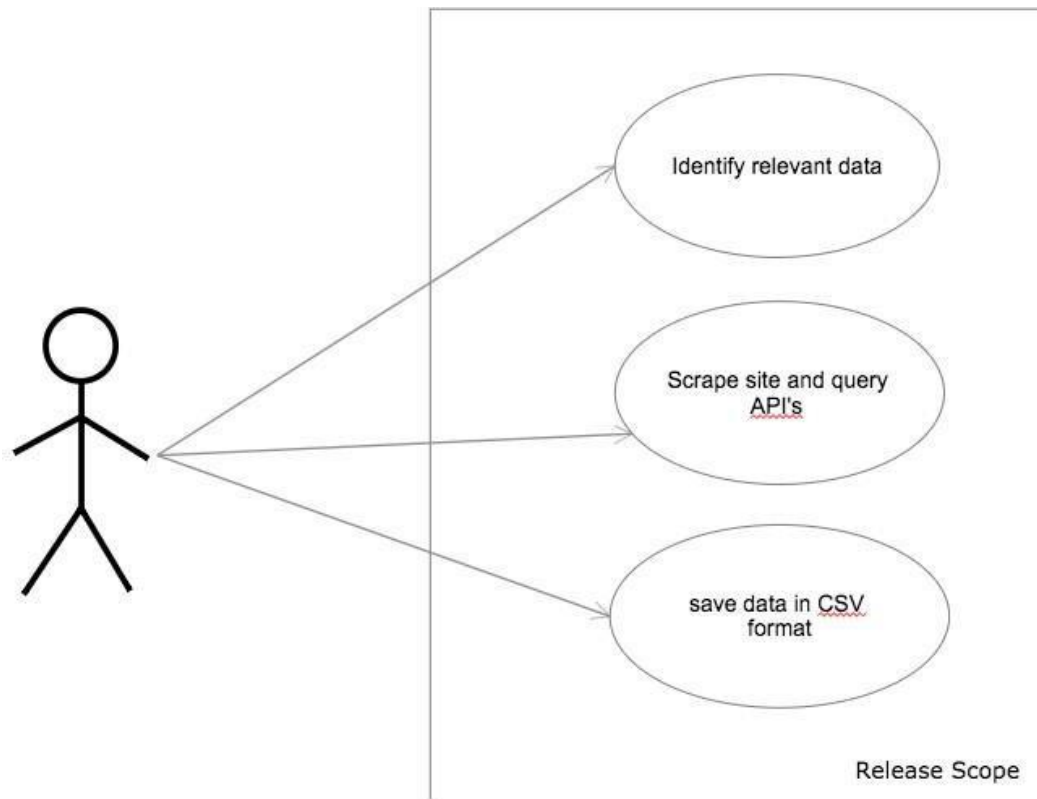 Identify relevant data
Scrape site and query
API's
save data in CSV
format
Release Scope